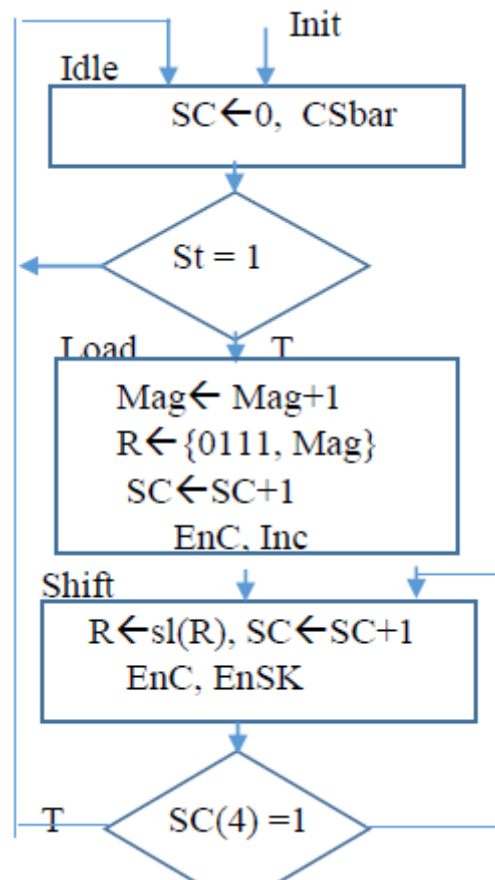 Init
Idle
SC←0, CSbar
St = 1
Load T
Mag← Mag+1
R←{0111, Mag}
SC←SC+1
EnC, Inc
Shift
R←sl(R), SC←SC+1
EnC, EnSK
T SC(4) =1